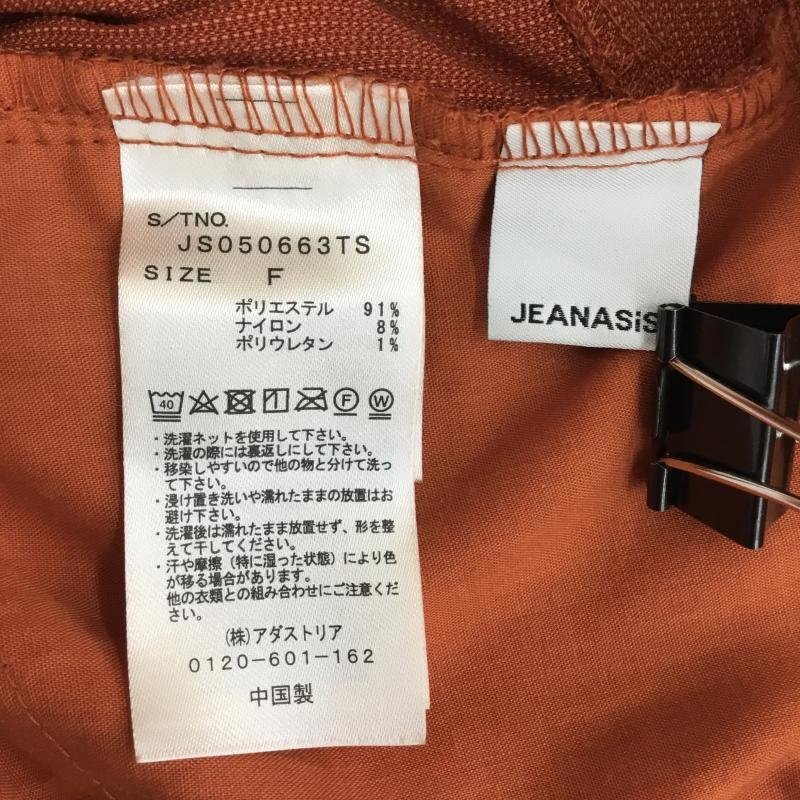 S/TNO.
JS050663TS
SIZE F
ポリエステル 91%
ナイロン 8%
ポリウレタン 1%
40 F W
・洗濯ネットを使用して下さい。
・洗濯の際には裏返しにして下さい。
・移染しやすいので他の物と分けて洗っ
て下さい。
・浸け置き洗いや濡れたままの放置はお
避け下さい。
・洗濯後は濡れたまま放置せず、形を整
えて干してください。
・汗や摩擦（特に湿った状態）により色
が移る場合があります。
他の衣類との組み合わせにご注意くだ
さい。
(株)アダストリア
0120-601-162
中国製
JEANASiS